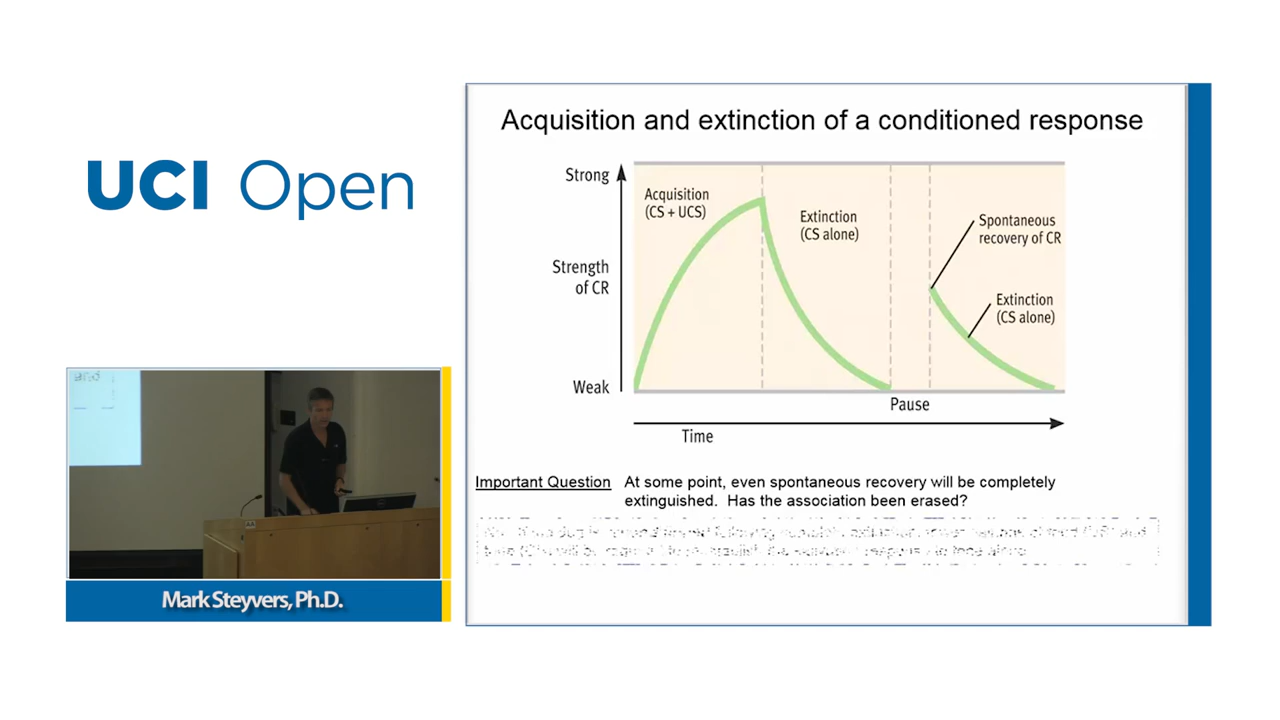 UCI Open
Acquisition and extinction of a conditioned response
Strong
Acquisition
(CS + UCS)
Extinction
(CS alone)
Spontaneous
recovery of CR
Strength
of CR
Extinction
(CS alone)
Weak
Pause
Time
Important Question At some point, even spontaneous recovery will be completely
extinguished. Has the association been erased?
Mark Steyvers, Ph.D.